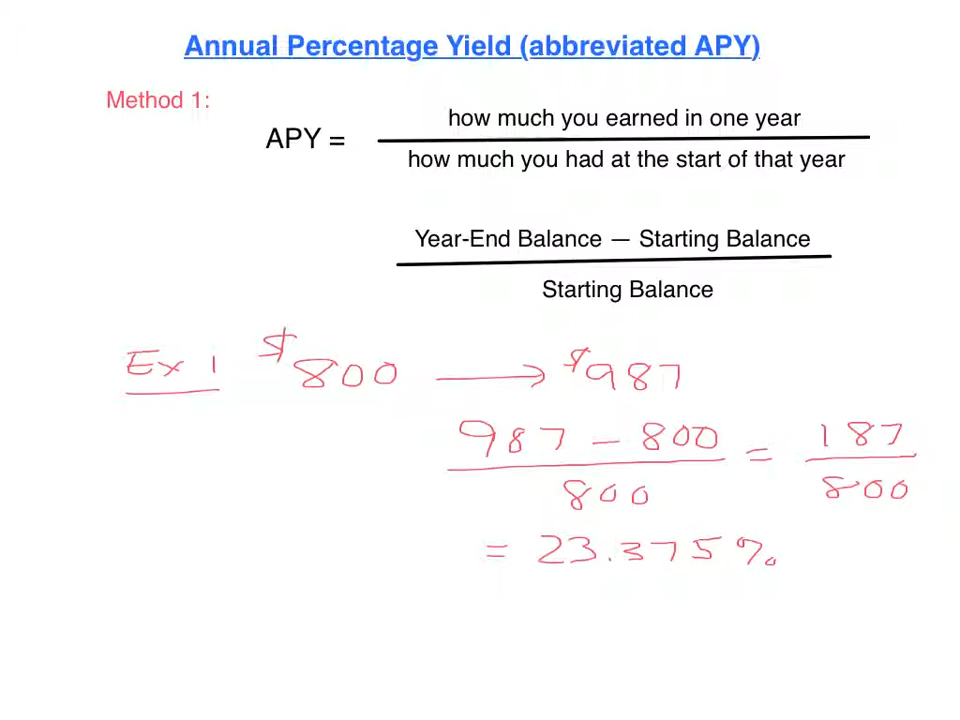 Annual Percentage Yield (abbreviated APY)
Method 1:
APY =
how much you earned in one year
how much you had at the start of that year
Year-End Balance — Starting Balance
Starting Balance
Ex 1 $800 → $987
987 – 800 = 187
800 800
= 23.375%